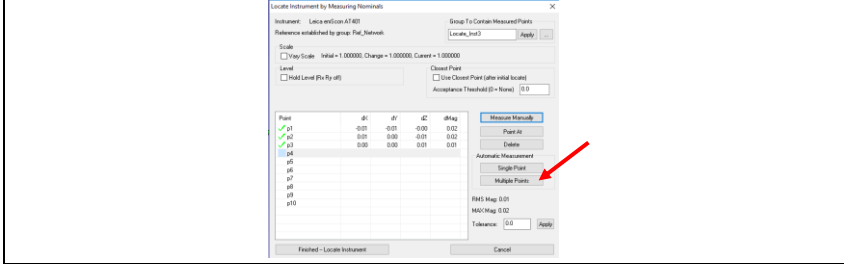 Locate Instrument by Measuring Nominals
Instrument: Leica emScon AT401
Reference established by group: Ref_Network
Group To Contain Measured Points
Locate_Inst3 Apply ...
Scale
Vary Scale Initial = 1.000000, Change = 1.000000, Current = 1.000000
Level
Hold Level (Rx Ry off)
Closest Point
Use Closest Point (after initial locate)
Acceptance Threshold (0 = None) 0.0
Point dX dY dZ dMag
p1 -0.01 -0.01 -0.00 0.02
p2 0.01 0.00 -0.01 0.02
p3 0.00 0.00 0.01 0.01
p4
p5
p6
p7
p8
p9
p10
Measure Manually
Point At
Delete
Automatic Measurement
Single Point
Multiple Points
RMS Mag: 0.01
MAX Mag: 0.02
Tolerance: 0.0 Apply
Finished - Locate Instrument
Cancel